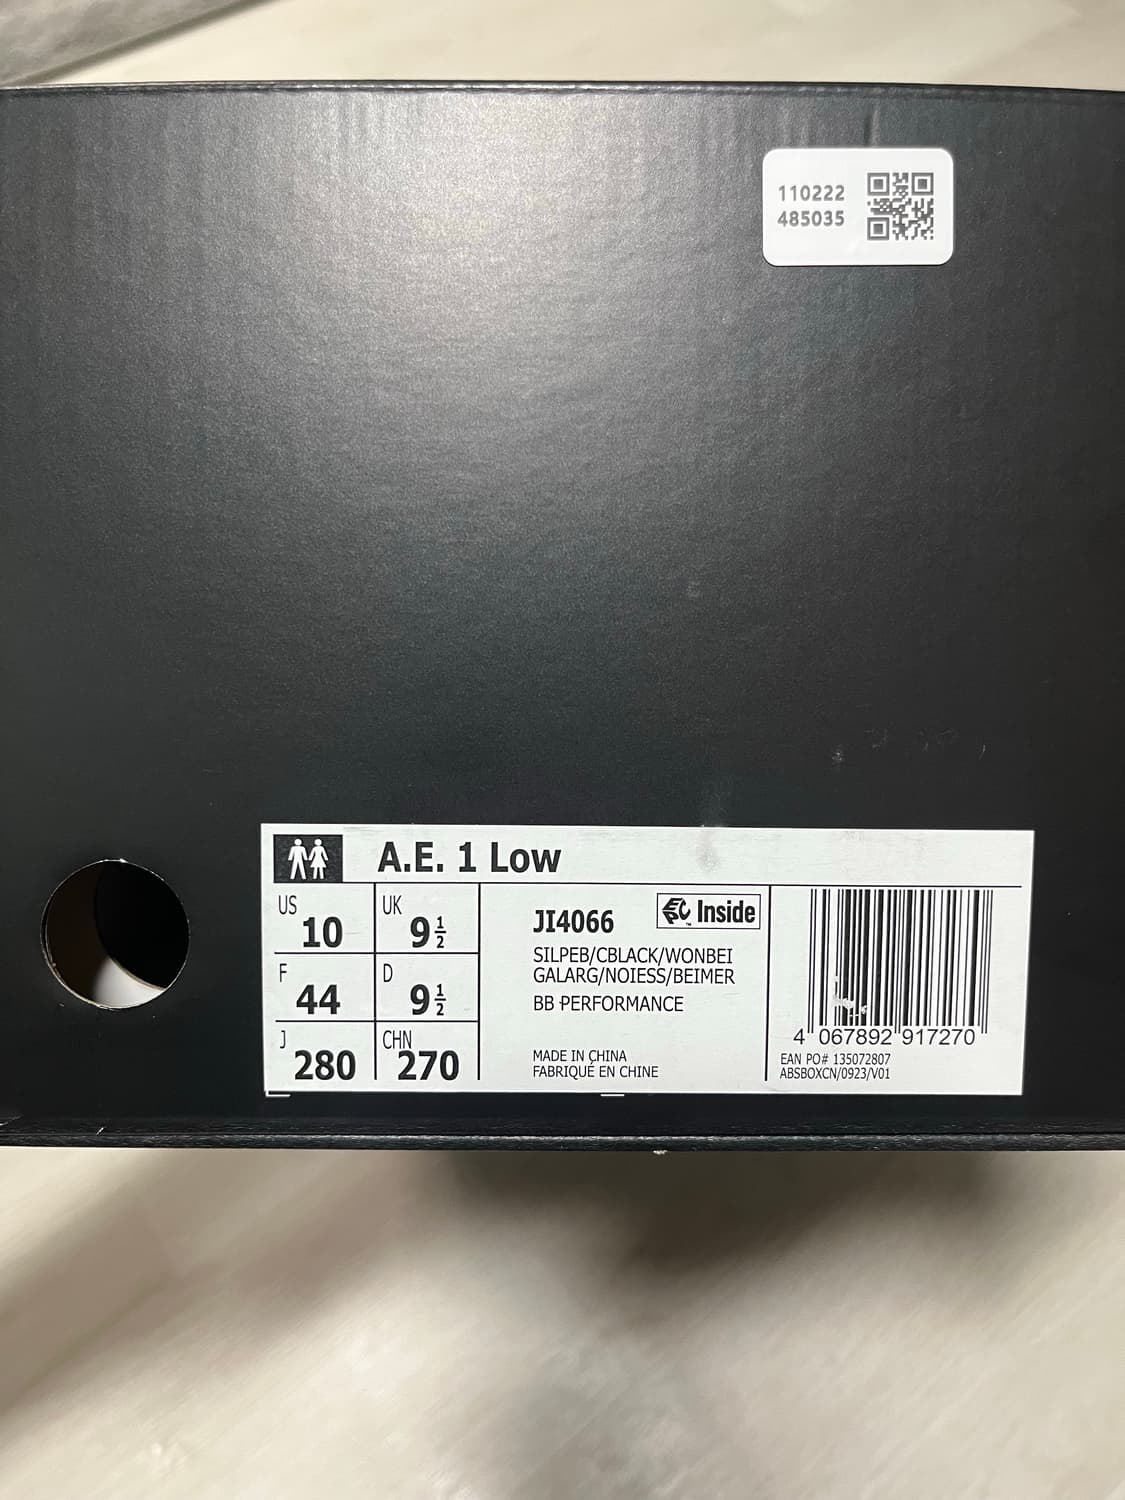 110222
485035
A.E. 1 Low
US 10
UK 9 1/2
F 44
D 9 1/2
J 280
CHN 270
JI4066
EC Inside
™
SILPEB/CBLACK/WONBEI
GALARG/NOIESS/BEIMER
BB PERFORMANCE
MADE IN CHINA
FABRIQUÉ EN CHINE
4 067892 917270
EAN PO# 135072807
ABSBOXCN/0923/V01